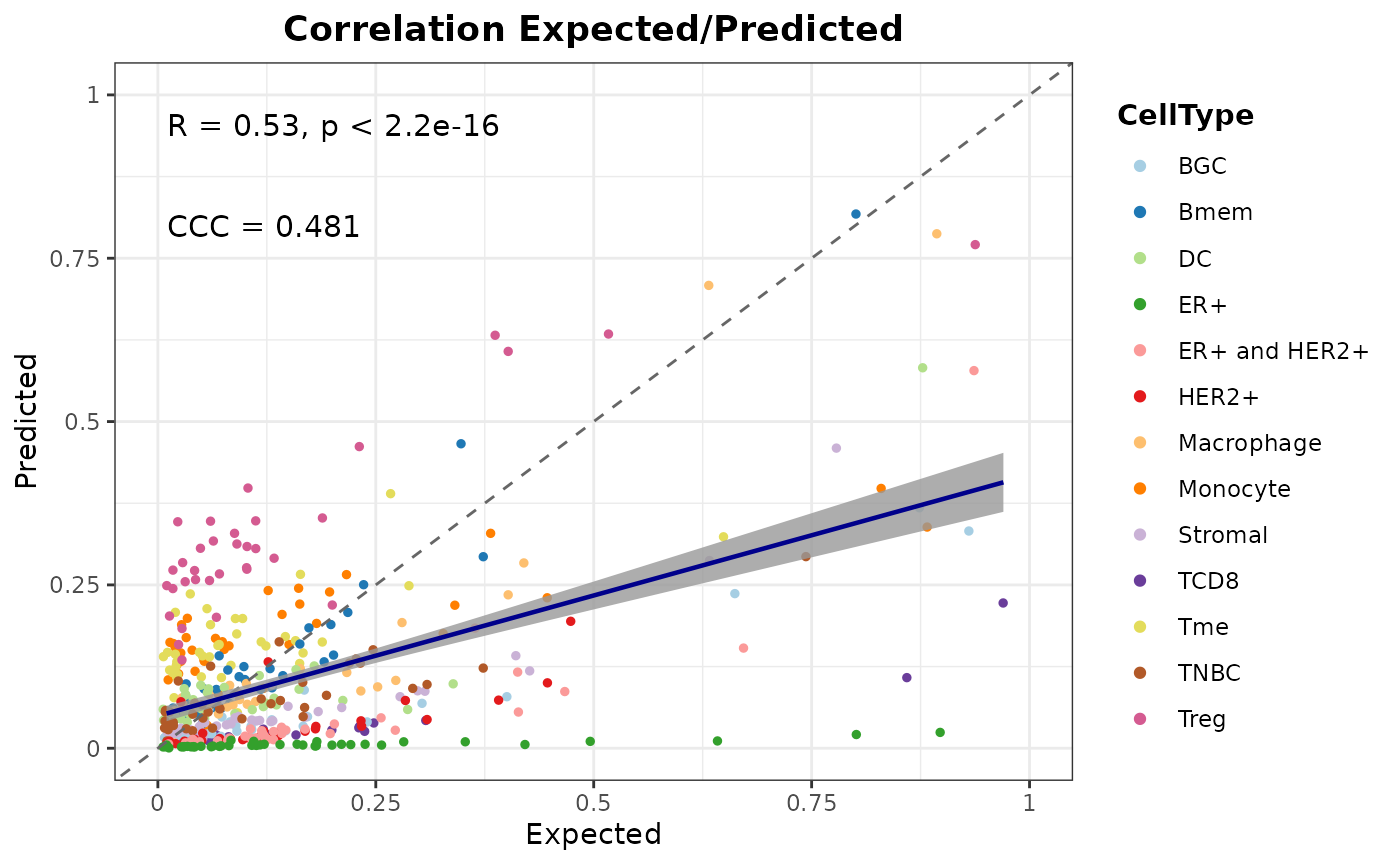 Correlation Expected/Predicted
R = 0.53, p < 2.2e-16
CCC = 0.481
1
0.75
0.5
0.25
0
Predicted
0
0.25
0.5
0.75
1
Expected
CellType
BGC
Bmem
DC
ER+
ER+ and HER2+
HER2+
Macrophage
Monocyte
Stromal
TCD8
Tme
TNBC
Treg